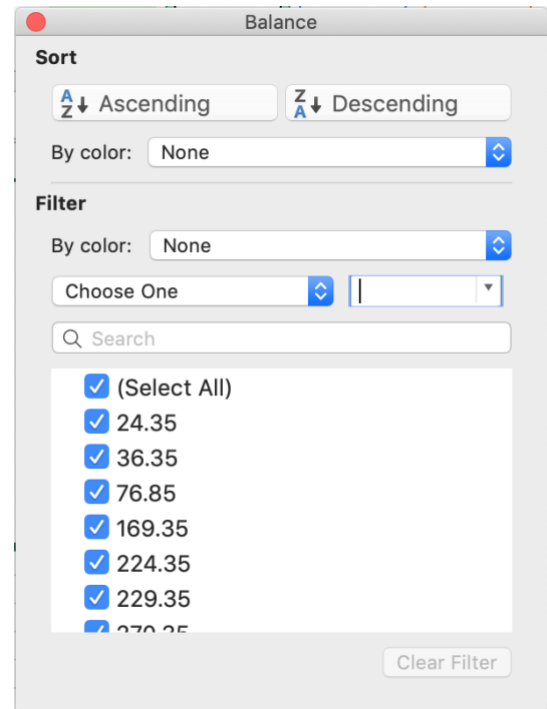 Balance
Sort
A Z Ascending
Z A Descending
By color: None
Filter
By color: None
Choose One
Search
(Select All)
24.35
36.35
76.85
169.35
224.35
229.35
Clear Filter